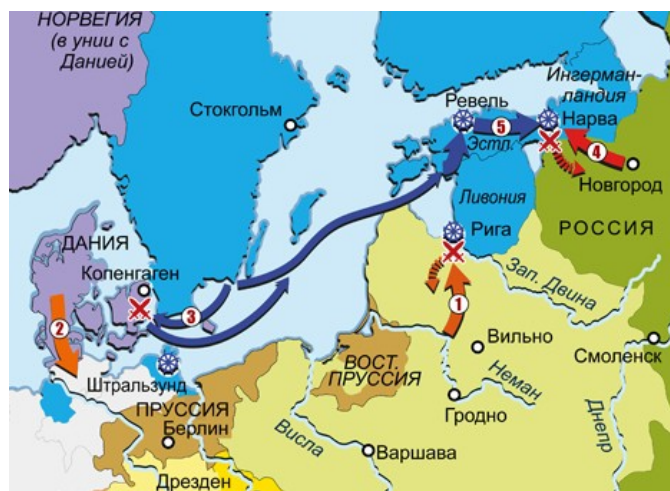 НОРВЕГИЯ
(в унии с
Данией)
Стокгольм
Ревель
Ингерман-
ландия
5
Нарва
Эстл.
4
Новгород
Ливония
Рига
РОССИЯ
ДАНИЯ
Копенгаген
Зап. Двина
3
2
1
Вильно
Смоленск
Штральзунд
ВОСТ.
ПРУССИЯ
Неман
ПРУССИЯ
Берлин
Гродно
Днепр
Висла
Варшава
Дрезден